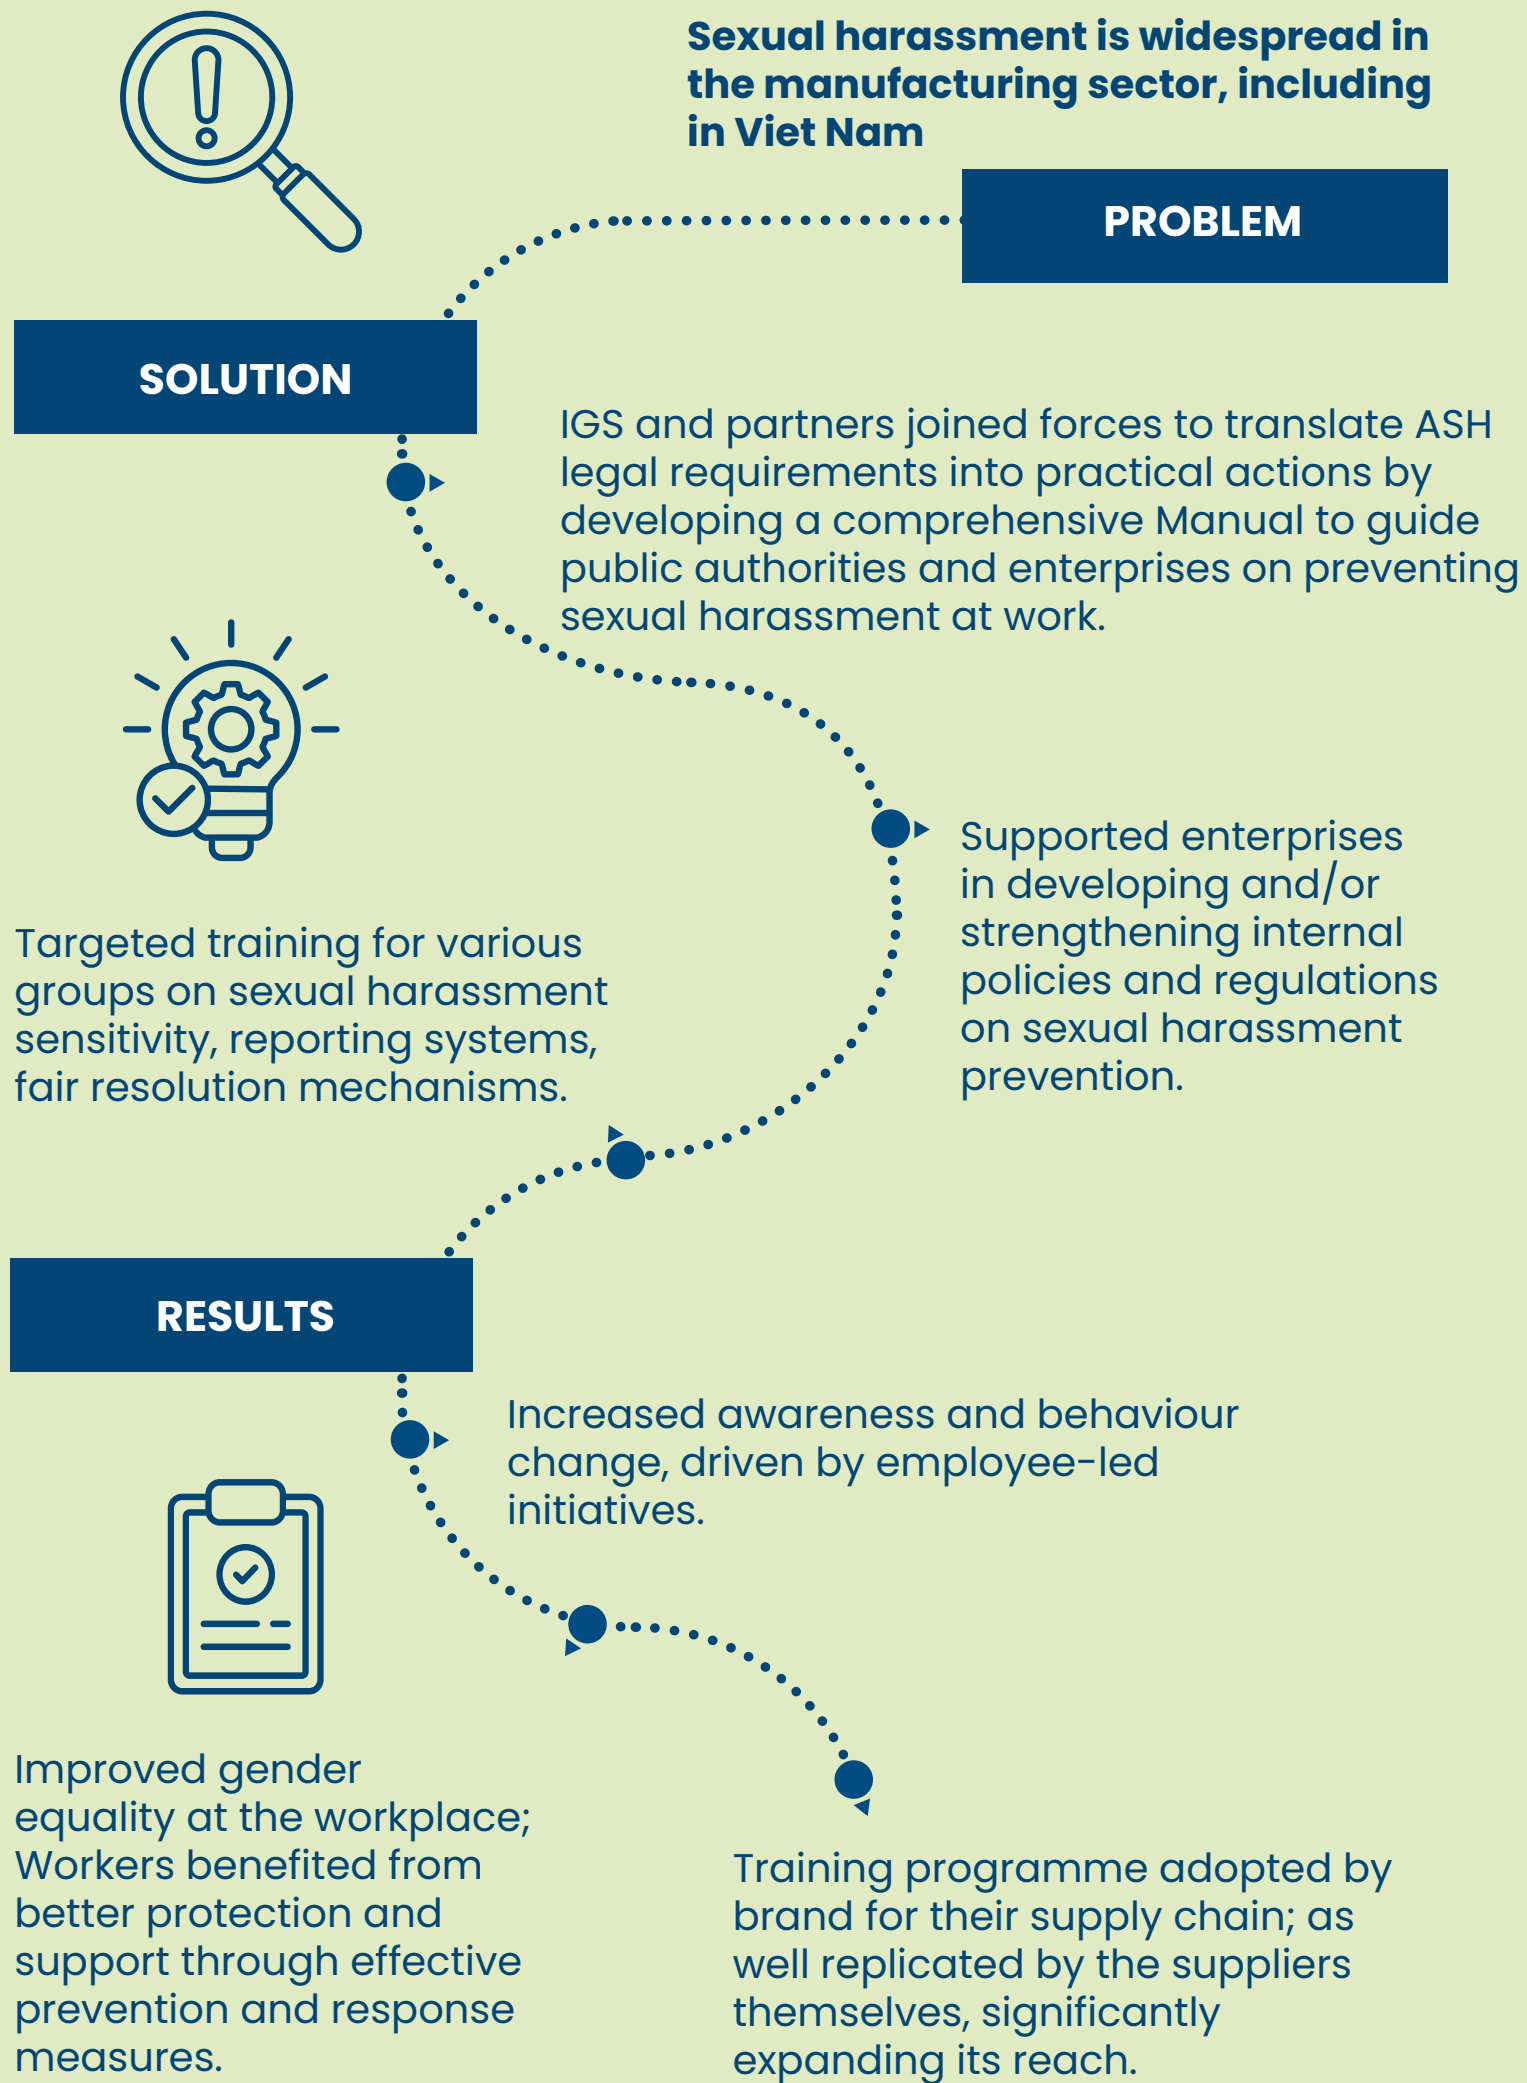 Sexual harassment is widespread in
the manufacturing sector, including
in Viet Nam
PROBLEM
SOLUTION
IGS and partners joined forces to translate ASH
legal requirements into practical actions by
developing a comprehensive Manual to guide
public authorities and enterprises on preventing
sexual harassment at work.
Supported enterprises
in developing and/or
strengthening internal
policies and regulations
on sexual harassment
prevention.
Targeted training for various
groups on sexual harassment
sensitivity, reporting systems,
fair resolution mechanisms.
RESULTS
Increased awareness and behaviour
change, driven by employee-led
initiatives.
Improved gender
equality at the workplace;
Workers benefited from
better protection and
support through effective
prevention and response
measures.
Training programme adopted by
brand for their supply chain; as
well replicated by the suppliers
themselves, significantly
expanding its reach.